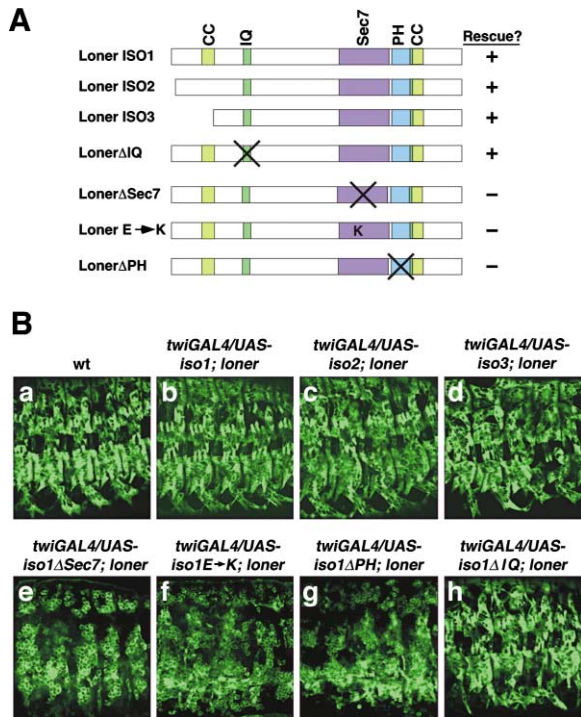 A
CC IQ Sec7 PH CC Rescue?
Loner ISO1 +
Loner ISO2 +
Loner ISO3 +
LonerΔIQ +
LonerΔSec7 −
Loner E→K K −
LonerΔPH −
B
wt
twiGAL4/UAS-
iso1; loner
twiGAL4/UAS-
iso2; loner
twiGAL4/UAS-
iso3; loner
a b c d
twiGAL4/UAS-
iso1ΔSec7; loner
twiGAL4/UAS-
iso1E→K; loner
twiGAL4/UAS-
iso1ΔPH; loner
twiGAL4/UAS-
iso1ΔIQ; loner
e f g h